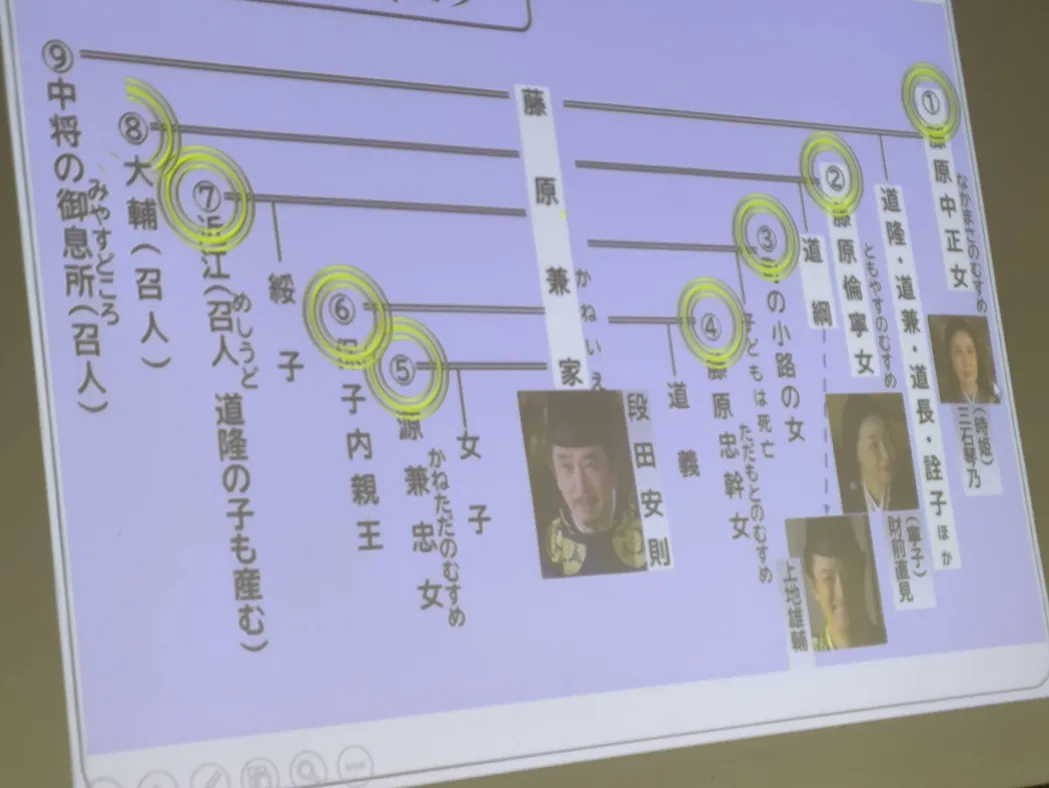 ①
藤原中正女
なかまさのむすめ
(時姫)
三石琴乃
道隆・道兼・道長・詮子ほか
②
藤原倫寧女
ともやすのむすめ
(寧子)
財前直見
道綱
上地雄輔
③
の小路の女
子どもは死亡
④
藤原忠幹女
ただもとのむすめ
道義
藤原兼家
かねいえ
段田安則
⑤
源兼忠女
かねただのむすめ
女子
⑥
子内親王
⑦
近江(召人 道隆の子も産む)
めしうど
綏子
⑧
大輔(召人)
⑨
中将の御息所(召人)
みやすどころ